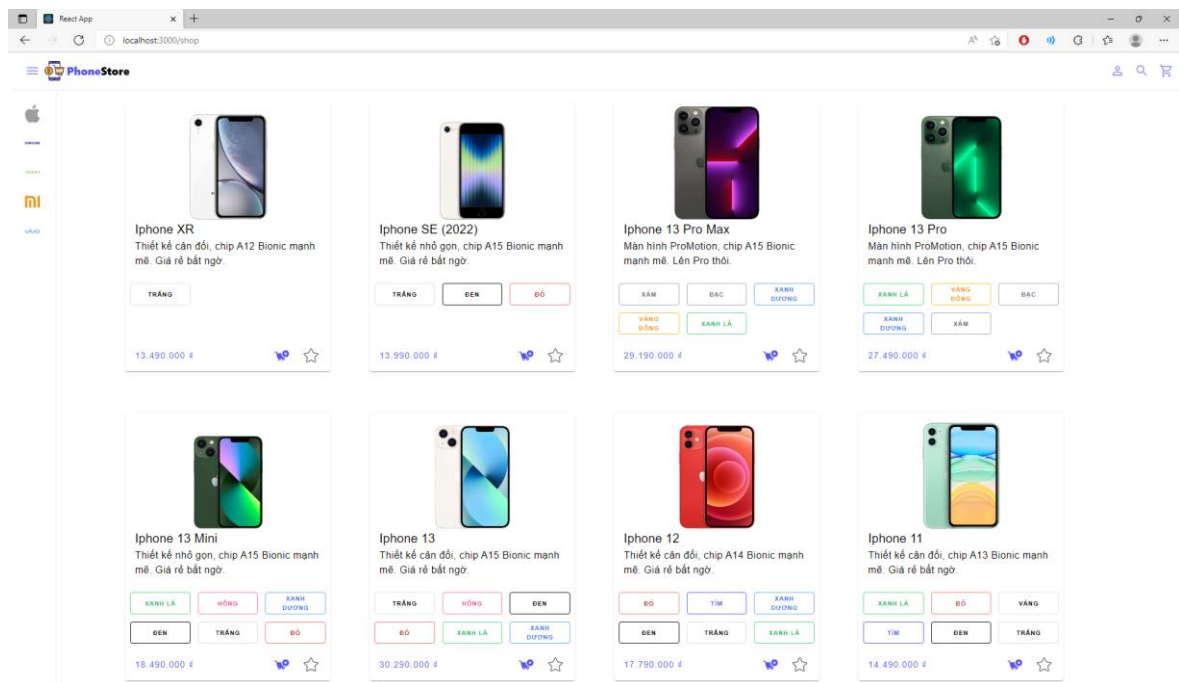 React App
localhost:3000/shop
PhoneStore
SAMSUNG
mi
vivo
Iphone XR
Thiết kế cân đối, chip A12 Bionic mạnh
mẽ. Giá rẻ bất ngờ.
TRẮNG
13.490.000 đ
Iphone SE (2022)
Thiết kế nhỏ gọn, chip A15 Bionic mạnh
mẽ. Giá rẻ bất ngờ.
TRẮNG ĐEN ĐỎ
13.990.000 đ
Iphone 13 Pro Max
Màn hình ProMotion, chip A15 Bionic
mạnh mẽ. Lên Pro thôi.
XÁM BẠC XANH
DƯƠNG
VÀNG
ĐỒNG XANH LÁ
29.190.000 đ
Iphone 13 Pro
Màn hình ProMotion, chip A15 Bionic
mạnh mẽ. Lên Pro thôi.
XANH LÁ VÀNG
ĐỒNG BẠC
XANH
DƯƠNG XÁM
27.490.000 đ
Iphone 13 Mini
Thiết kế nhỏ gọn, chip A15 Bionic mạnh
mẽ. Giá rẻ bất ngờ.
XANH LÁ HỒNG XANH
DƯƠNG
ĐEN TRẮNG ĐỎ
18.490.000 đ
Iphone 13
Thiết kế cân đối, chip A15 Bionic mạnh
mẽ. Giá rẻ bất ngờ.
TRẮNG HỒNG ĐEN
ĐỎ XANH LÁ XANH
DƯƠNG
30.290.000 đ
Iphone 12
Thiết kế cân đối, chip A14 Bionic mạnh
mẽ. Giá rẻ bất ngờ.
ĐỎ TÍM XANH
DƯƠNG
ĐEN TRẮNG XANH LÁ
17.790.000 đ
Iphone 11
Thiết kế cân đối, chip A13 Bionic mạnh
mẽ. Giá rẻ bất ngờ.
XANH LÁ ĐỎ VÀNG
TÍM ĐEN TRẮNG
14.490.000 đ